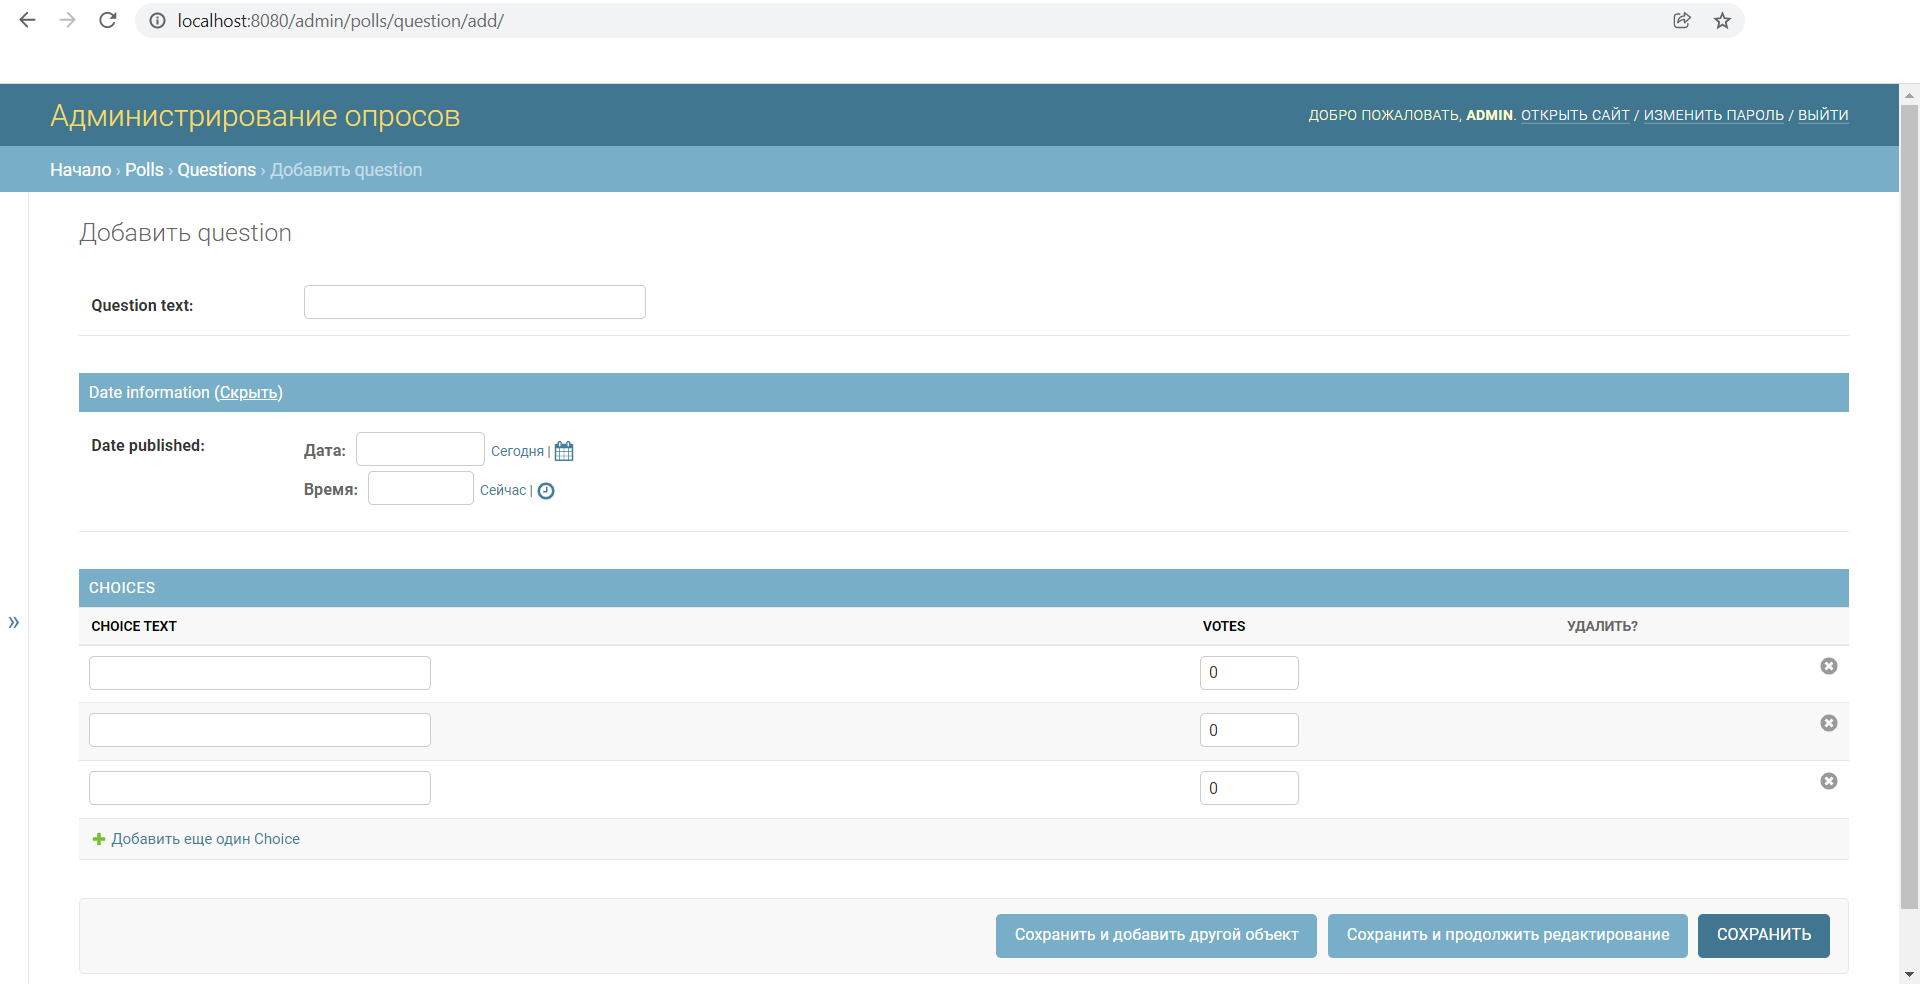 localhost:8080/admin/polls/question/add/
Администрирование опросов
ДОБРО ПОЖАЛОВАТЬ, ADMIN. ОТКРЫТЬ САЙТ / ИЗМЕНИТЬ ПАРОЛЬ / ВЫЙТИ
Начало › Polls › Questions › Добавить question
Добавить question
Question text:
Date information (Скрыть)
Date published:
Дата: Сегодня |
Время: Сейчас |
CHOICES
CHOICE TEXT VOTES УДАЛИТЬ?
0
0
0
Добавить еще один Choice
Сохранить и добавить другой объект Сохранить и продолжить редактирование СОХРАНИТЬ
»